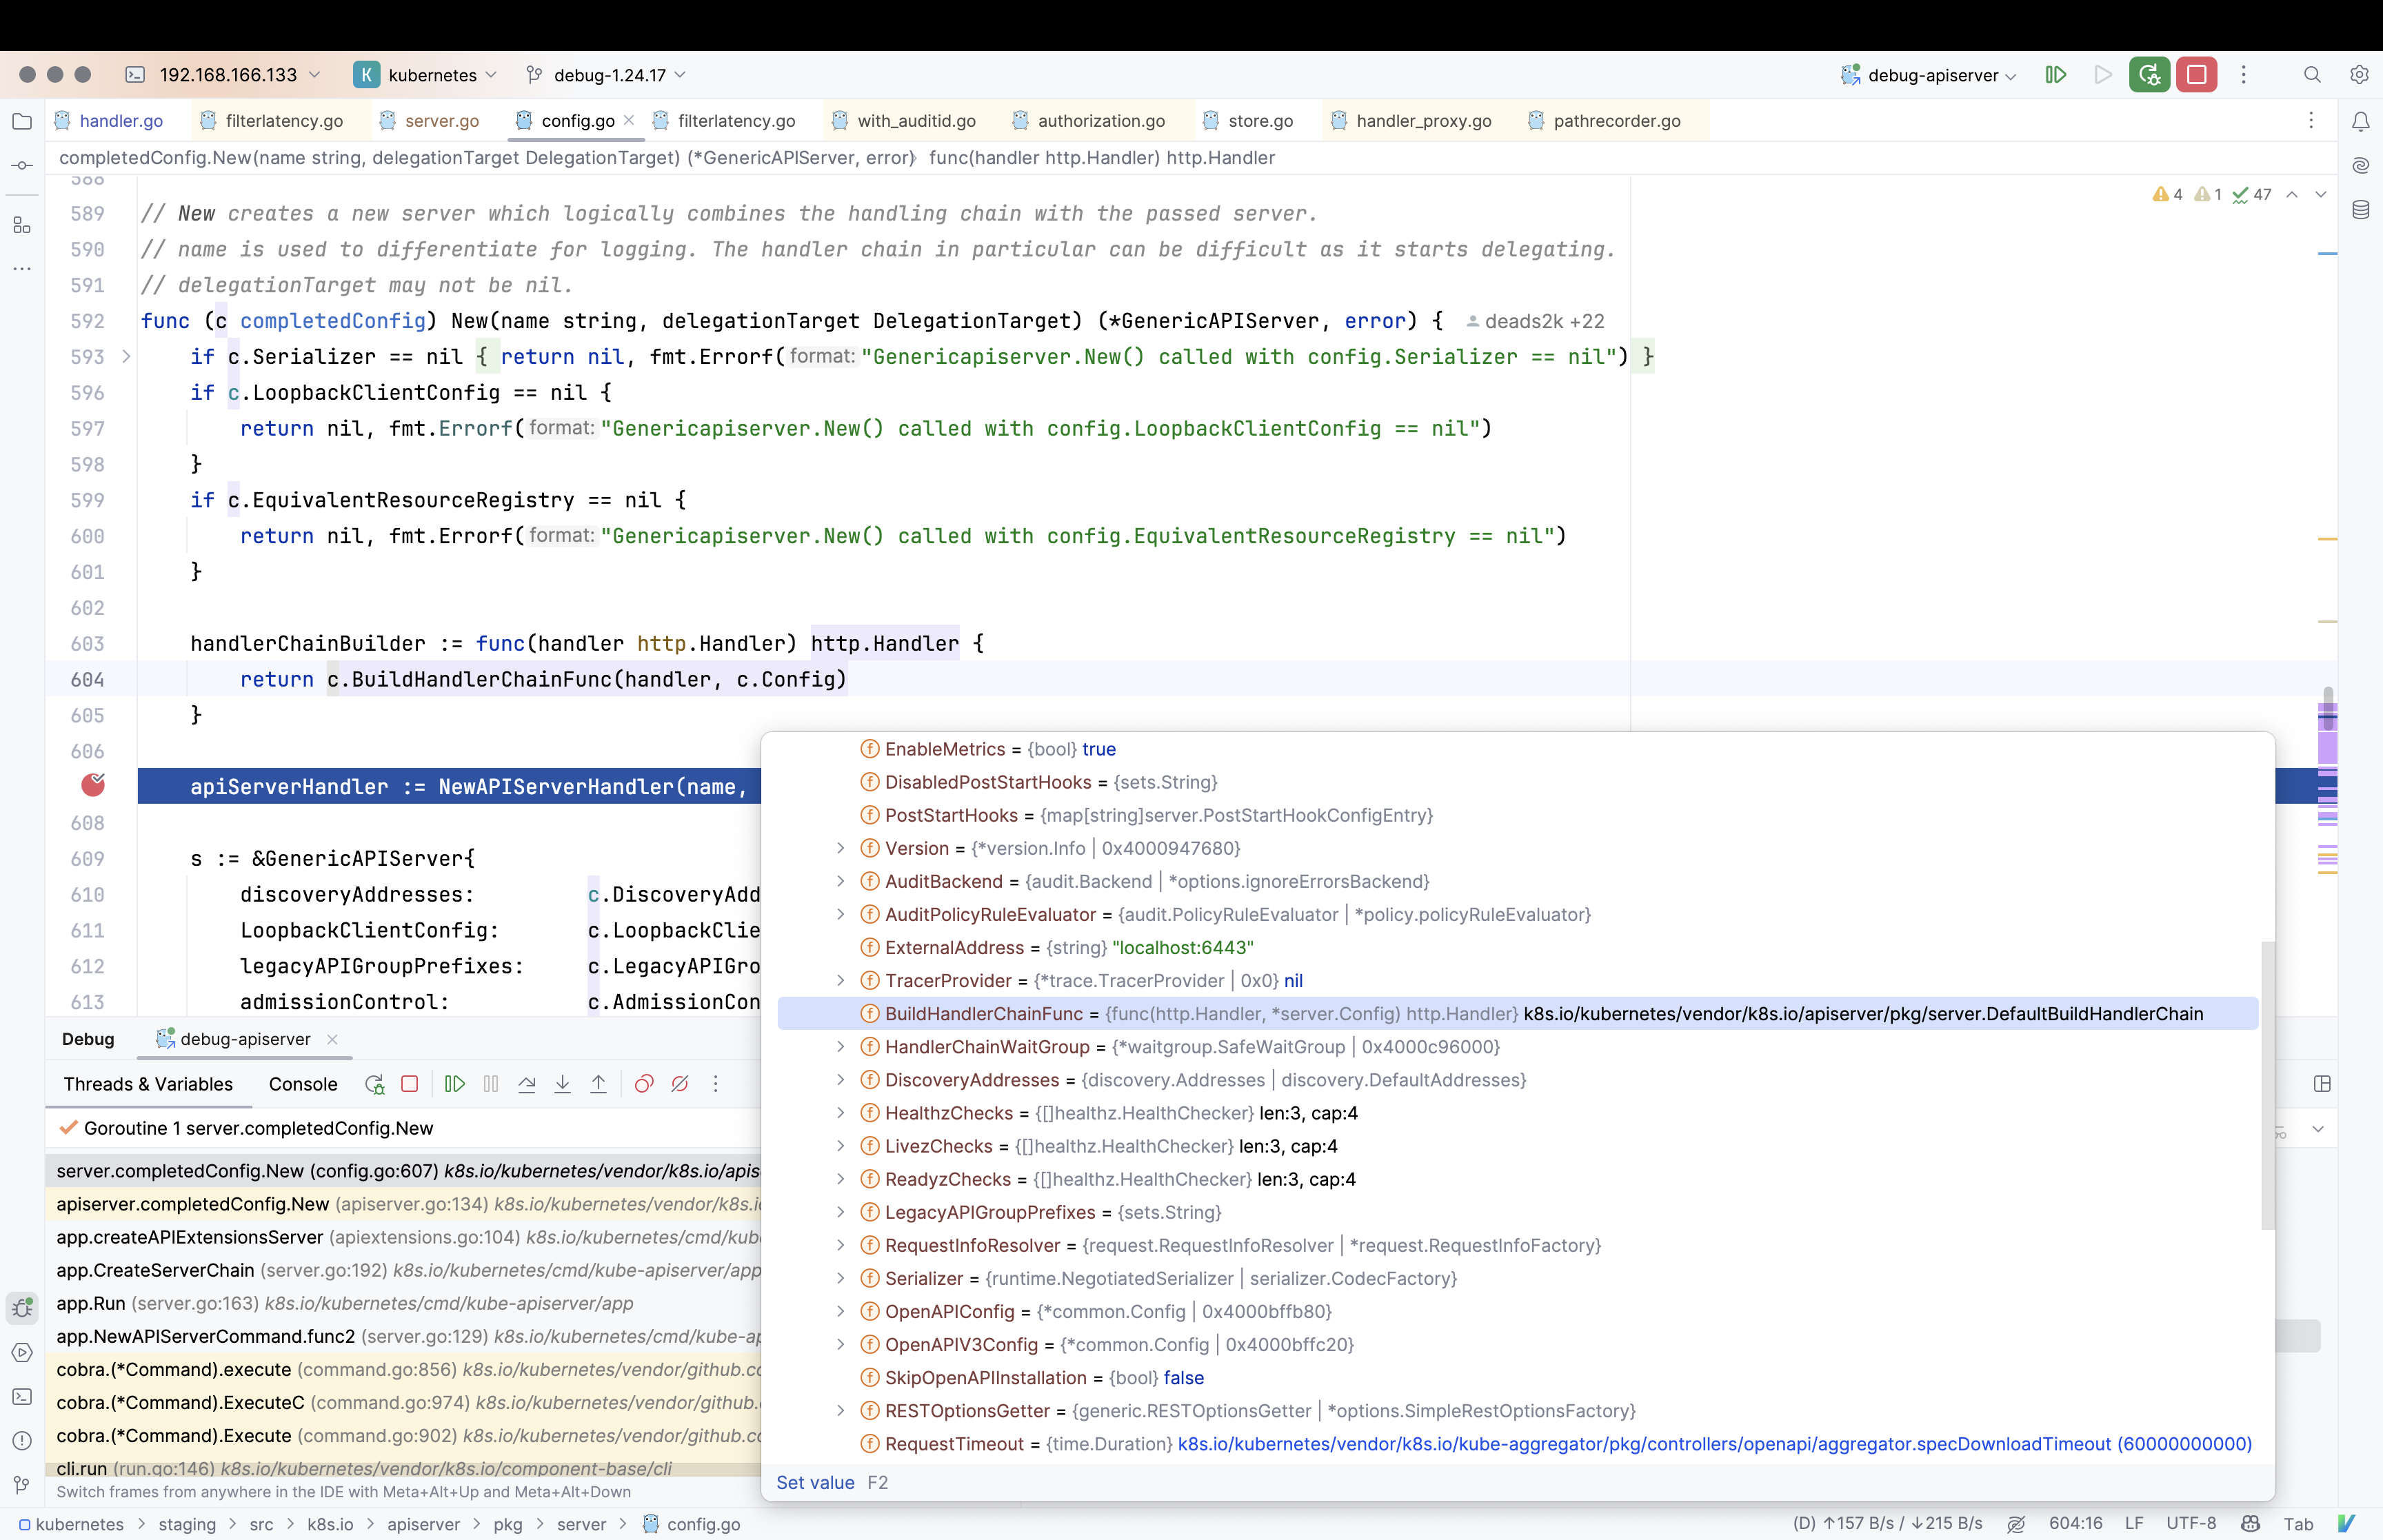 192.168.166.133
K kubernetes
debug-1.24.17
debug-apiserver
handler.go
filterlatency.go
server.go
config.go
filterlatency.go
with_auditid.go
authorization.go
store.go
handler_proxy.go
pathrecorder.go
completedConfig.New(name string, delegationTarget DelegationTarget) (*GenericAPIServer, error) func(handler http.Handler) http.Handler
4 1 47
588
589 // New creates a new server which logically combines the handling chain with the passed server.
590 // name is used to differentiate for logging. The handler chain in particular can be difficult as it starts delegating.
591 // delegationTarget may not be nil.
592 func (c completedConfig) New(name string, delegationTarget DelegationTarget) (*GenericAPIServer, error) { deads2k +22
593 if c.Serializer == nil { return nil, fmt.Errorf( format: "Genericapiserver.New() called with config.Serializer == nil") }
596 if c.LoopbackClientConfig == nil {
597 return nil, fmt.Errorf( format: "Genericapiserver.New() called with config.LoopbackClientConfig == nil")
598 }
599 if c.EquivalentResourceRegistry == nil {
600 return nil, fmt.Errorf( format: "Genericapiserver.New() called with config.EquivalentResourceRegistry == nil")
601 }
602
603 handlerChainBuilder := func(handler http.Handler) http.Handler {
604 return c.BuildHandlerChainFunc(handler, c.Config)
605 }
606
apiServerHandler := NewAPIServerHandler(name,
608
609 s := &GenericAPIServer{
610 discoveryAddresses: c.DiscoveryAdd
611 LoopbackClientConfig: c.LoopbackClie
612 legacyAPIGroupPrefixes: c.LegacyAPIGro
613 admissionControl: c.AdmissionCon
EnableMetrics = {bool} true
DisabledPostStartHooks = {sets.String}
PostStartHooks = {map[string]server.PostStartHookConfigEntry}
Version = {*version.Info | 0x4000947680}
AuditBackend = {audit.Backend | *options.ignoreErrorsBackend}
AuditPolicyRuleEvaluator = {audit.PolicyRuleEvaluator | *policy.policyRuleEvaluator}
ExternalAddress = {string} "localhost:6443"
TracerProvider = {*trace.TracerProvider | 0x0} nil
BuildHandlerChainFunc = {func(http.Handler, *server.Config) http.Handler} k8s.io/kubernetes/vendor/k8s.io/apiserver/pkg/server.DefaultBuildHandlerChain
HandlerChainWaitGroup = {*waitgroup.SafeWaitGroup | 0x4000c96000}
DiscoveryAddresses = {discovery.Addresses | discovery.DefaultAddresses}
HealthzChecks = {[]healthz.HealthChecker} len:3, cap:4
LivezChecks = {[]healthz.HealthChecker} len:3, cap:4
ReadyzChecks = {[]healthz.HealthChecker} len:3, cap:4
LegacyAPIGroupPrefixes = {sets.String}
RequestInfoResolver = {request.RequestInfoResolver | *request.RequestInfoFactory}
Serializer = {runtime.NegotiatedSerializer | serializer.CodecFactory}
OpenAPIConfig = {*common.Config | 0x4000bffb80}
OpenAPIV3Config = {*common.Config | 0x4000bffc20}
SkipOpenAPIInstallation = {bool} false
RESTOptionsGetter = {generic.RESTOptionsGetter | *options.SimpleRestOptionsFactory}
RequestTimeout = {time.Duration} k8s.io/kubernetes/vendor/k8s.io/kube-aggregator/pkg/controllers/openapi/aggregator.specDownloadTimeout (60000000000)
Set value F2
Debug
debug-apiserver
Threads & Variables
Console
Goroutine 1 server.completedConfig.New
server.completedConfig.New (config.go:607) k8s.io/kubernetes/vendor/k8s.io/apis
apiserver.completedConfig.New (apiserver.go:134) k8s.io/kubernetes/vendor/k8s.i
app.createAPIExtensionsServer (apiextensions.go:104) k8s.io/kubernetes/cmd/kub
app.CreateServerChain (server.go:192) k8s.io/kubernetes/cmd/kube-apiserver/app
app.Run (server.go:163) k8s.io/kubernetes/cmd/kube-apiserver/app
app.NewAPIServerCommand.func2 (server.go:129) k8s.io/kubernetes/cmd/kube-ap
cobra.(*Command).execute (command.go:856) k8s.io/kubernetes/vendor/github.co
cobra.(*Command).ExecuteC (command.go:974) k8s.io/kubernetes/vendor/github.
cobra.(*Command).Execute (command.go:902) k8s.io/kubernetes/vendor/github.co
cli.run (run.go:146) k8s.io/kubernetes/vendor/k8s.io/component-base/cli
Switch frames from anywhere in the IDE with Meta+Alt+Up and Meta+Alt+Down
kubernetes > staging > src > k8s.io > apiserver > pkg > server > config.go
(D) ↑157 B/s / ↓215 B/s
604:16
LF
UTF-8
Tab